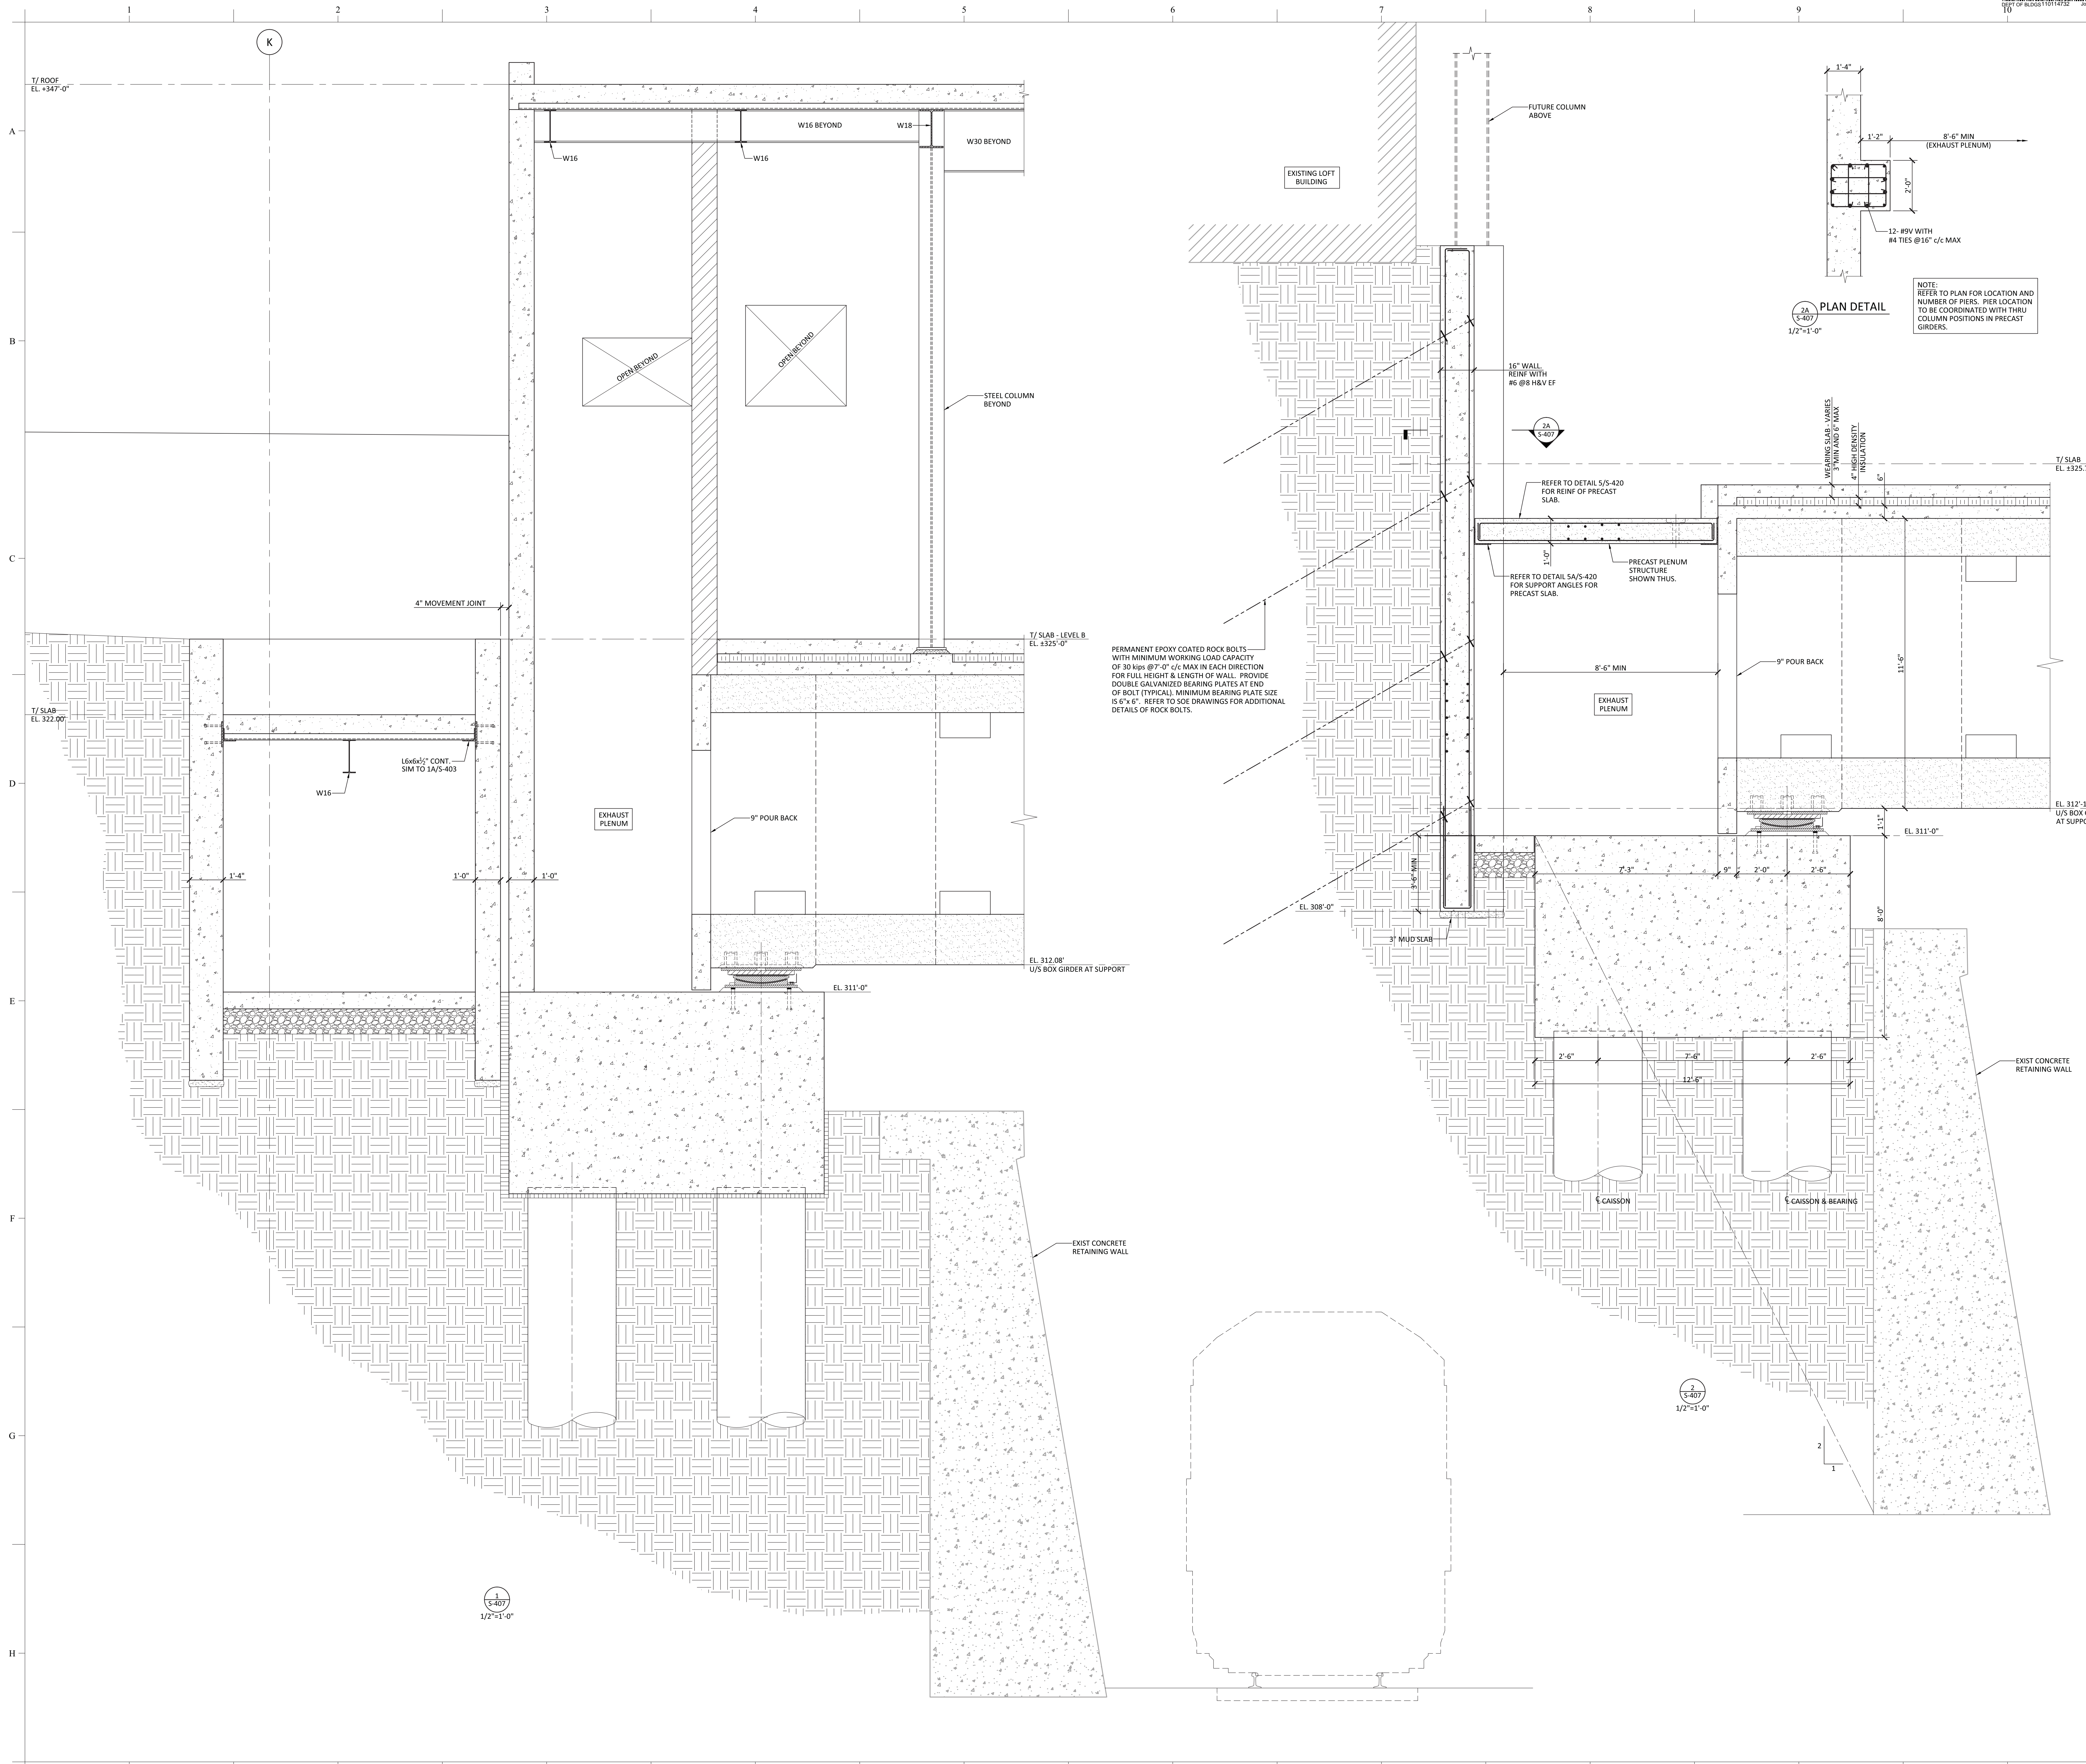 1 2 3 4 5 6 7 8 9 10
DEPT OF BLDGS 110114732
A
B
C
D
E
F
G
H
K
T/ ROOF
EL. +347'-0"
W16
W16
W16 BEYOND
W18
W30 BEYOND
OPEN BEYOND
OPEN BEYOND
STEEL COLUMN
BEYOND
4" MOVEMENT JOINT
T/ SLAB - LEVEL B
EL. ±325'-0"
T/ SLAB
EL. 322.00'
L6x6x½" CONT.
SIM TO 1A/S-403
W16
EXHAUST
PLENUM
9" POUR BACK
1'-4"
1'-0"
1'-0"
EL. 312.08'
U/S BOX GIRDER AT SUPPORT
EL. 311'-0"
EXIST CONCRETE
RETAINING WALL
1
S-407
1/2"=1'-0"
EXISTING LOFT
BUILDING
FUTURE COLUMN
ABOVE
16" WALL.
REINF WITH
#6 @8 H&V EF
2A
S-407
REFER TO DETAIL 5/S-420
FOR REINF OF PRECAST
SLAB.
1'-0"
PRECAST PLENUM
STRUCTURE
SHOWN THUS.
REFER TO DETAIL 5A/S-420
FOR SUPPORT ANGLES FOR
PRECAST SLAB.
PERMANENT EPOXY COATED ROCK BOLTS
WITH MINIMUM WORKING LOAD CAPACITY
OF 30 kips @7'-0" c/c MAX IN EACH DIRECTION
FOR FULL HEIGHT & LENGTH OF WALL. PROVIDE
DOUBLE GALVANIZED BEARING PLATES AT END
OF BOLT (TYPICAL). MINIMUM BEARING PLATE SIZE
IS 6"x 6". REFER TO SOE DRAWINGS FOR ADDITIONAL
DETAILS OF ROCK BOLTS.
8'-6" MIN
EXHAUST
PLENUM
9" POUR BACK
11'-6"
WEARING SLAB - VARIES
3"MIN AND 6" MAX
4" HIGH DENSITY
INSULATION
6"
T/ SLAB
EL. ±325.
EL. 312'-1
U/S BOX
AT SUPP
1'-1"
EL. 311'-0"
3'-6" MIN
EL. 308'-0"
3" MUD SLAB
7'-3"
9"
2'-0"
2'-6"
8'-0"
2'-6"
7'-6"
2'-6"
12'-6"
℄ CAISSON
℄ CAISSON & BEARING
EXIST CONCRETE
RETAINING WALL
2
S-407
1/2"=1'-0"
2
1
1'-4"
1'-2"
8'-6" MIN
(EXHAUST PLENUM)
2'-0"
12- #9V WITH
#4 TIES @16" c/c MAX
2A
S-407
PLAN DETAIL
1/2"=1'-0"
NOTE:
REFER TO PLAN FOR LOCATION AND
NUMBER OF PIERS. PIER LOCATION
TO BE COORDINATED WITH THRU
COLUMN POSITIONS IN PRECAST
GIRDERS.